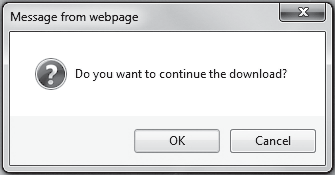 Message from webpage
Do you want to continue the download?
OK
Cancel